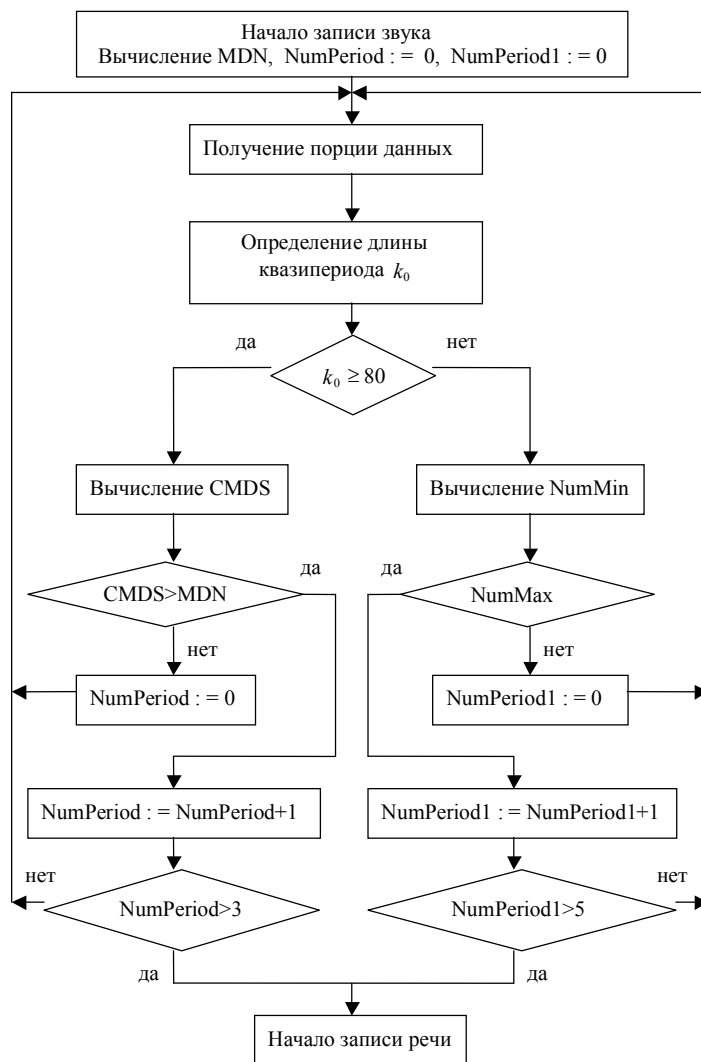 Начало записи звука
Вычисление MDN, NumPeriod : = 0, NumPeriod1 : = 0
Получение порции данных
Определение длины
квазипериода k₀
да
нет
k₀ ≥ 80
Вычисление CMDS
Вычисление NumMin
да
да
CMDS>MDN
NumMax
нет
нет
NumPeriod : = 0
NumPeriod1 : = 0
NumPeriod : = NumPeriod+1
NumPeriod1 : = NumPeriod1+1
нет
нет
NumPeriod>3
NumPeriod1>5
да
да
Начало записи речи